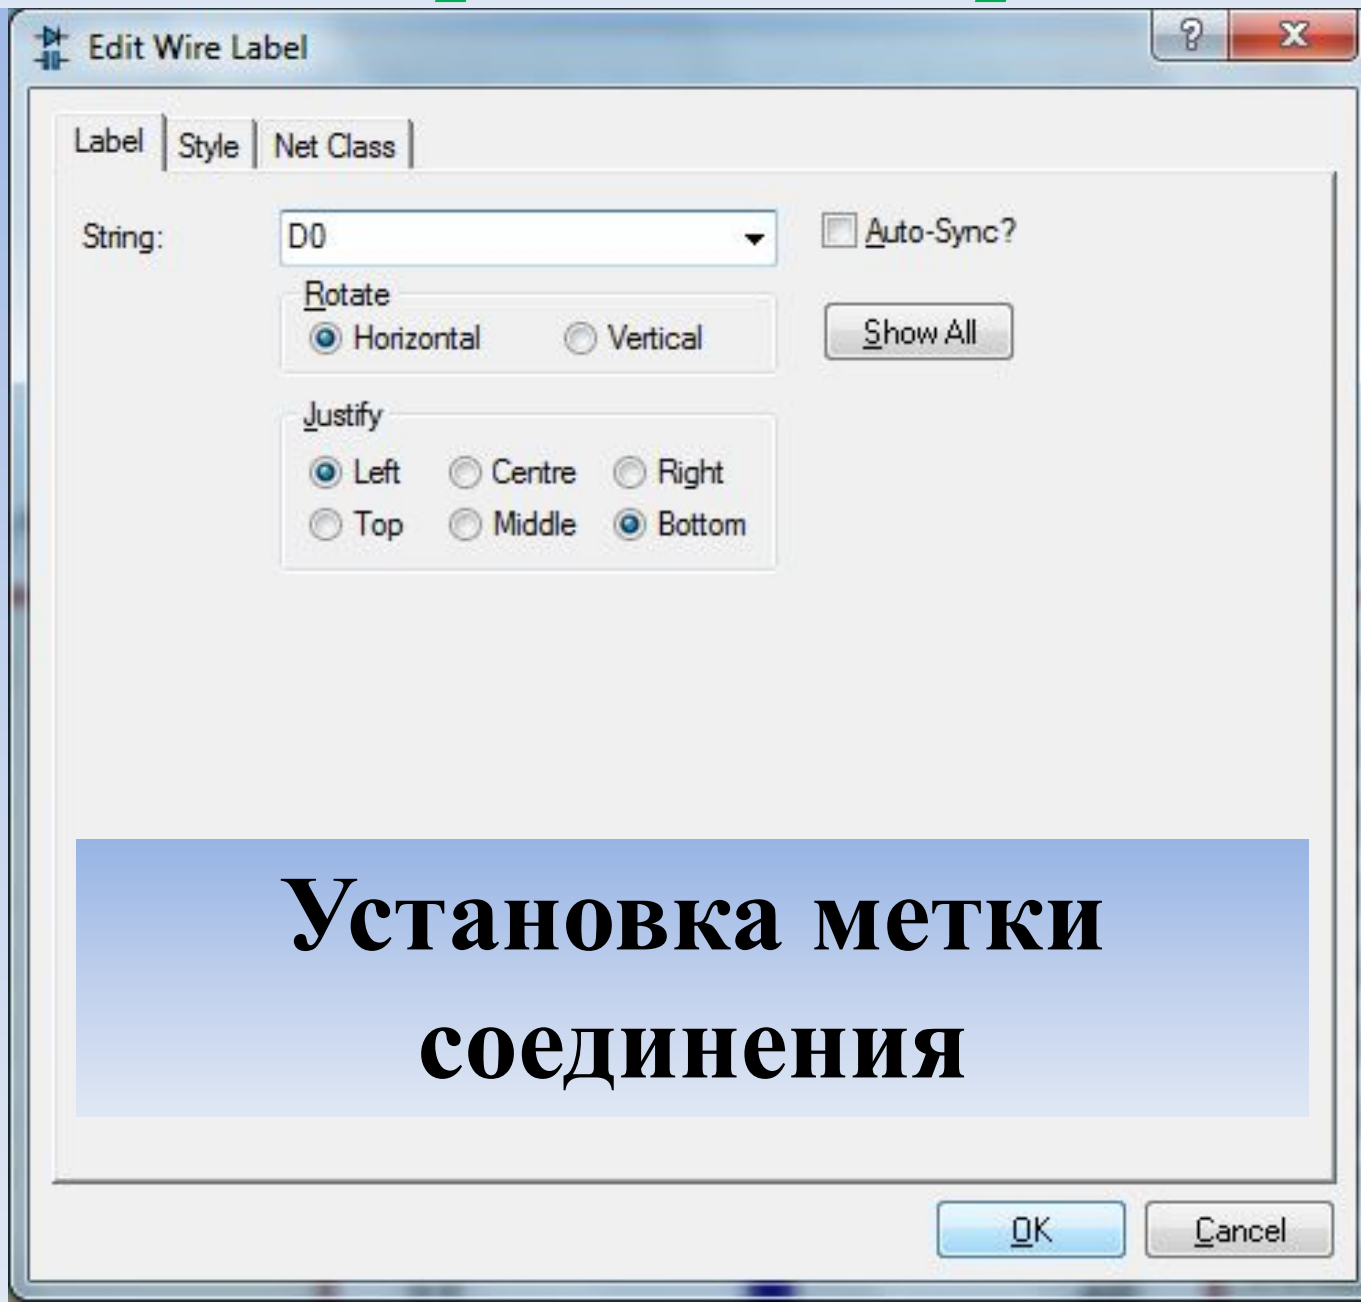 Edit Wire Label
Label Style Net Class
String: D0 Auto-Sync?
Rotate
Horizontal Vertical Show All
Justify
Left Centre Right
Top Middle Bottom
Установка метки
соединения
OK Cancel